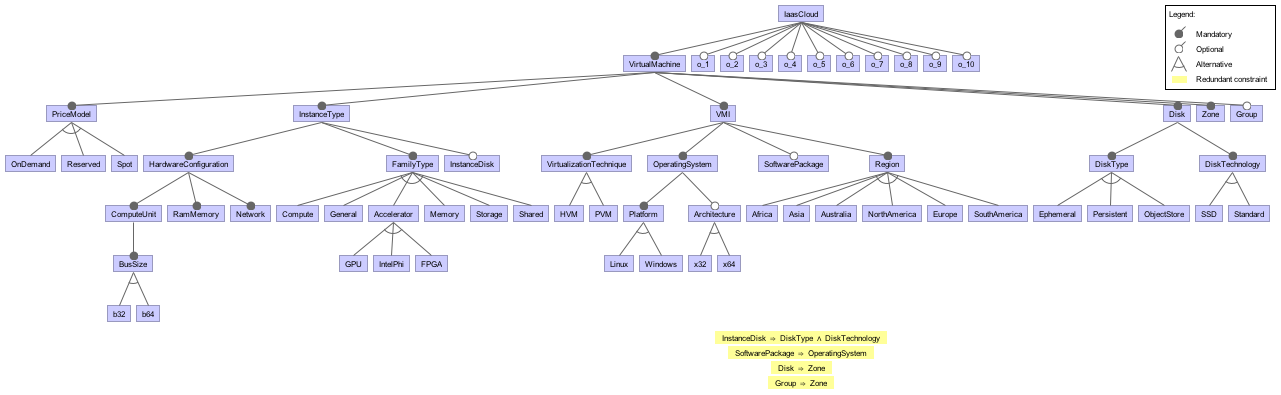 IaasCloud
Legend:
Mandatory
Optional
Alternative
Redundant constraint
VirtualMachine o_1 o_2 o_3 o_4 o_5 o_6 o_7 o_8 o_9 o_10
PriceModel InstanceType VMI Disk Zone Group
OnDemand Reserved Spot HardwareConfiguration FamilyType InstanceDisk VirtualizationTechnique OperatingSystem SoftwarePackage Region DiskType DiskTechnology
ComputeUnit RamMemory Network Compute General Accelerator Memory Storage Shared HVM PVM Platform Architecture Africa Asia Australia NorthAmerica Europe SouthAmerica Ephemeral Persistent ObjectStore SSD Standard
BusSize GPU IntelPhi FPGA Linux Windows x32 x64
b32 b64
InstanceDisk ⇒ DiskType ∧ DiskTechnology
SoftwarePackage ⇒ OperatingSystem
Disk ⇒ Zone
Group ⇒ Zone